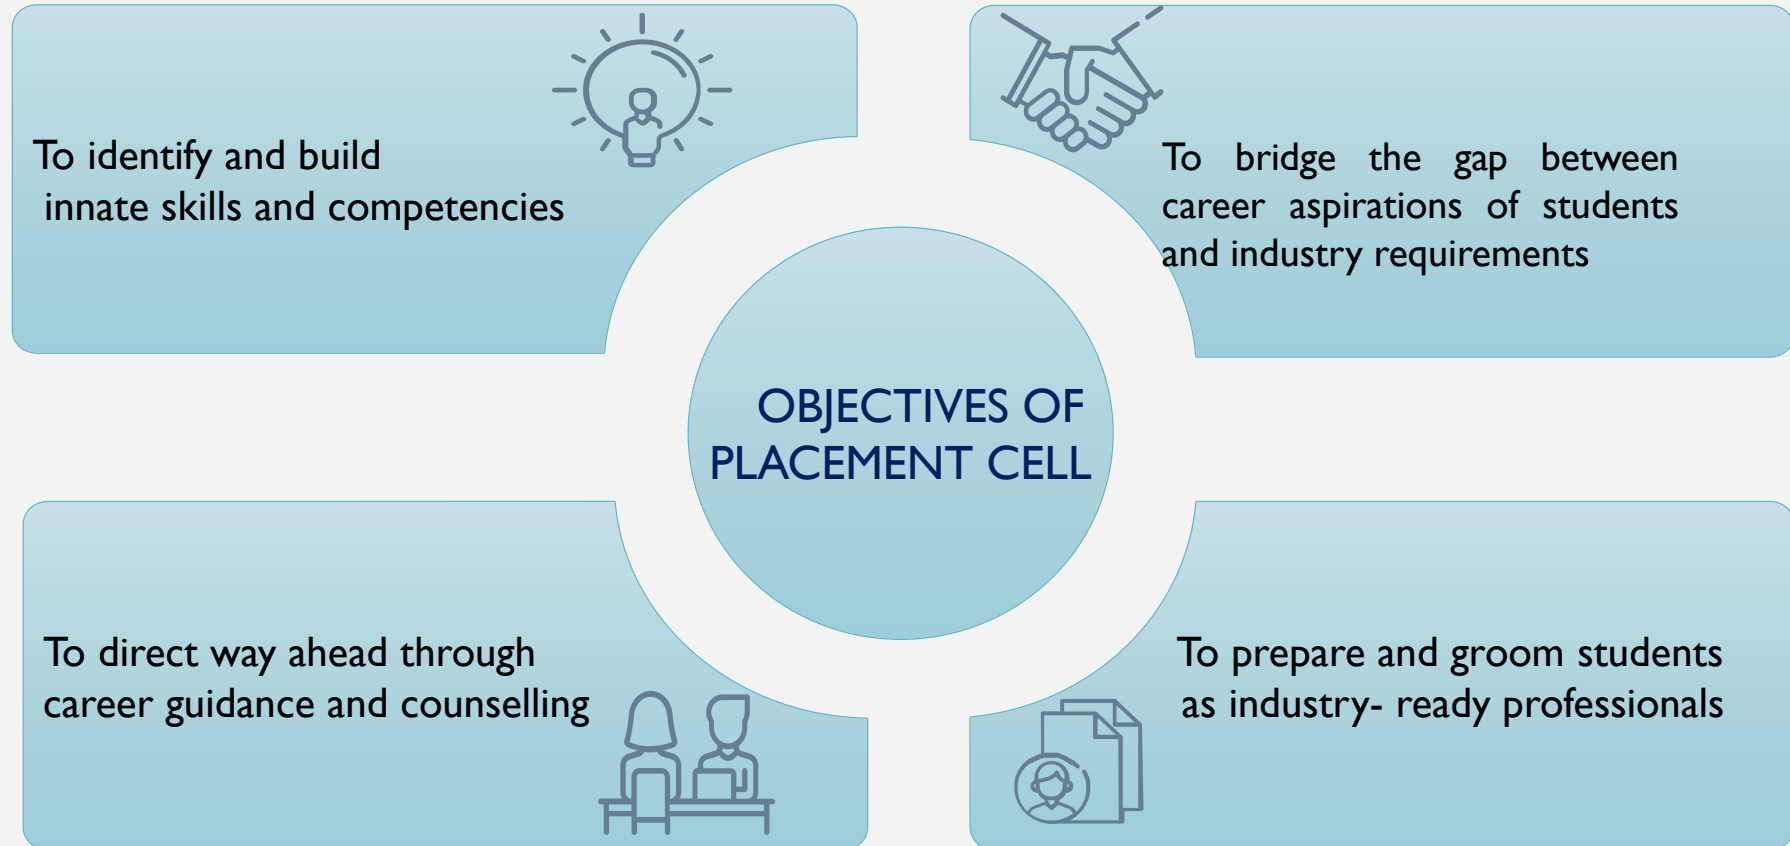 To identify and build
innate skills and competencies
To bridge the gap between
career aspirations of students
and industry requirements
OBJECTIVES OF
PLACEMENT CELL
To direct way ahead through
career guidance and counselling
To prepare and groom students
as industry- ready professionals